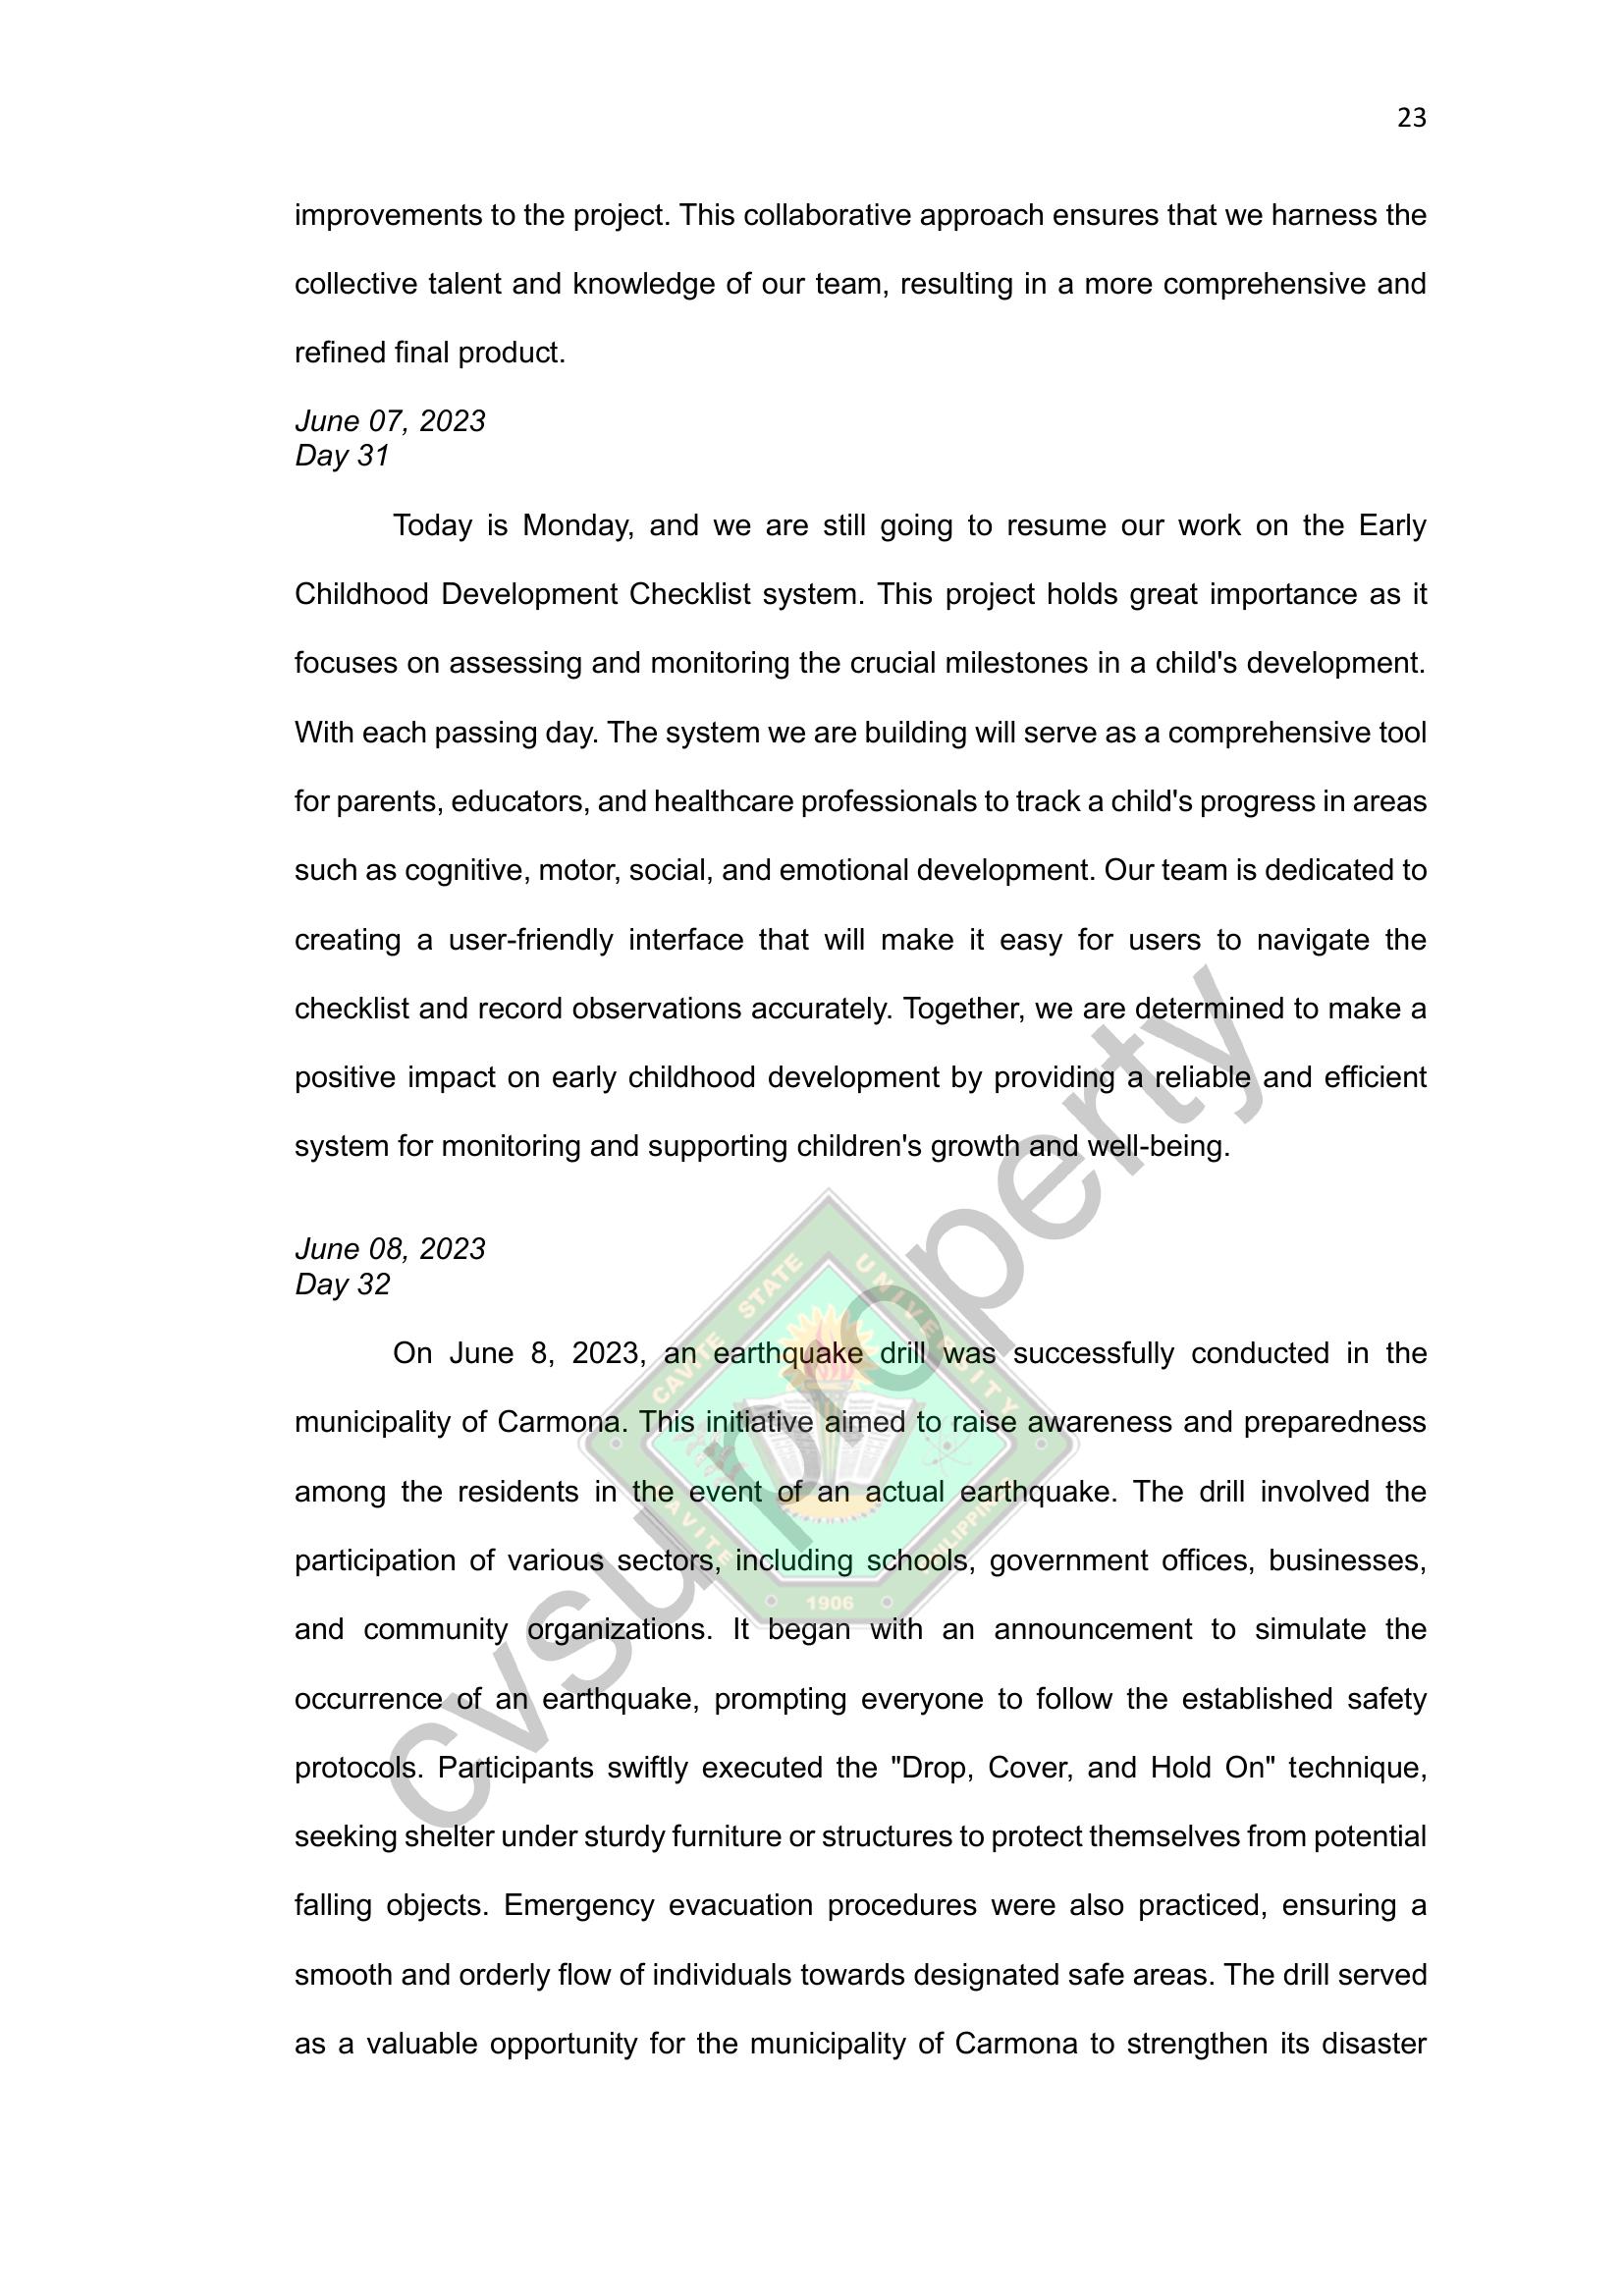 23
improvements to the project. This collaborative approach ensures that we harness the
collective talent and knowledge of our team, resulting in a more comprehensive and
refined final product.
June 07, 2023
Day 31
Today is Monday, and we are still going to resume our work on the Early
Childhood Development Checklist system. This project holds great importance as it
focuses on assessing and monitoring the crucial milestones in a child's development.
With each passing day. The system we are building will serve as a comprehensive tool
for parents, educators, and healthcare professionals to track a child's progress in areas
such as cognitive, motor, social, and emotional development. Our team is dedicated to
creating a user-friendly interface that will make it easy for users to navigate the
checklist and record observations accurately. Together, we are determined to make a
positive impact on early childhood development by providing a reliable and efficient
system for monitoring and supporting children's growth and well-being.
June 08, 2023
Day 32
On June 8, 2023, an earthquake drill was successfully conducted in the
municipality of Carmona. This initiative aimed to raise awareness and preparedness
among the residents in the event of an actual earthquake. The drill involved the
participation of various sectors, including schools, government offices, businesses,
and community organizations. It began with an announcement to simulate the
occurrence of an earthquake, prompting everyone to follow the established safety
protocols. Participants swiftly executed the "Drop, Cover, and Hold On" technique,
seeking shelter under sturdy furniture or structures to protect themselves from potential
falling objects. Emergency evacuation procedures were also practiced, ensuring a
smooth and orderly flow of individuals towards designated safe areas. The drill served
as a valuable opportunity for the municipality of Carmona to strengthen its disaster
cvsu property
CAVITE STATE UNIVERSITY
CAVITE
PHILIPPINES
1906